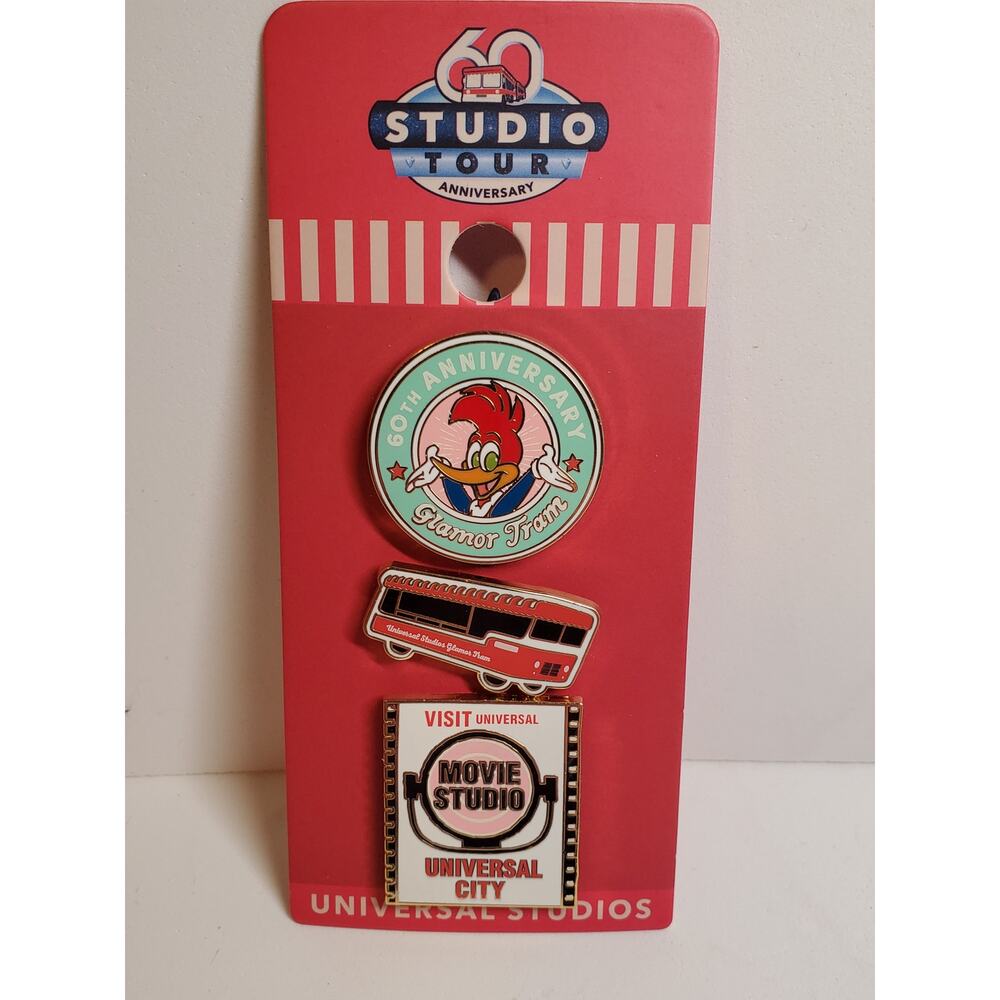 60
STUDIO
TOUR
ANNIVERSARY
60TH ANNIVERSARY
Glamor Tram
Universal Studios Glamor Tram
VISIT UNIVERSAL
MOVIE
STUDIO
UNIVERSAL
CITY
UNIVERSAL STUDIOS